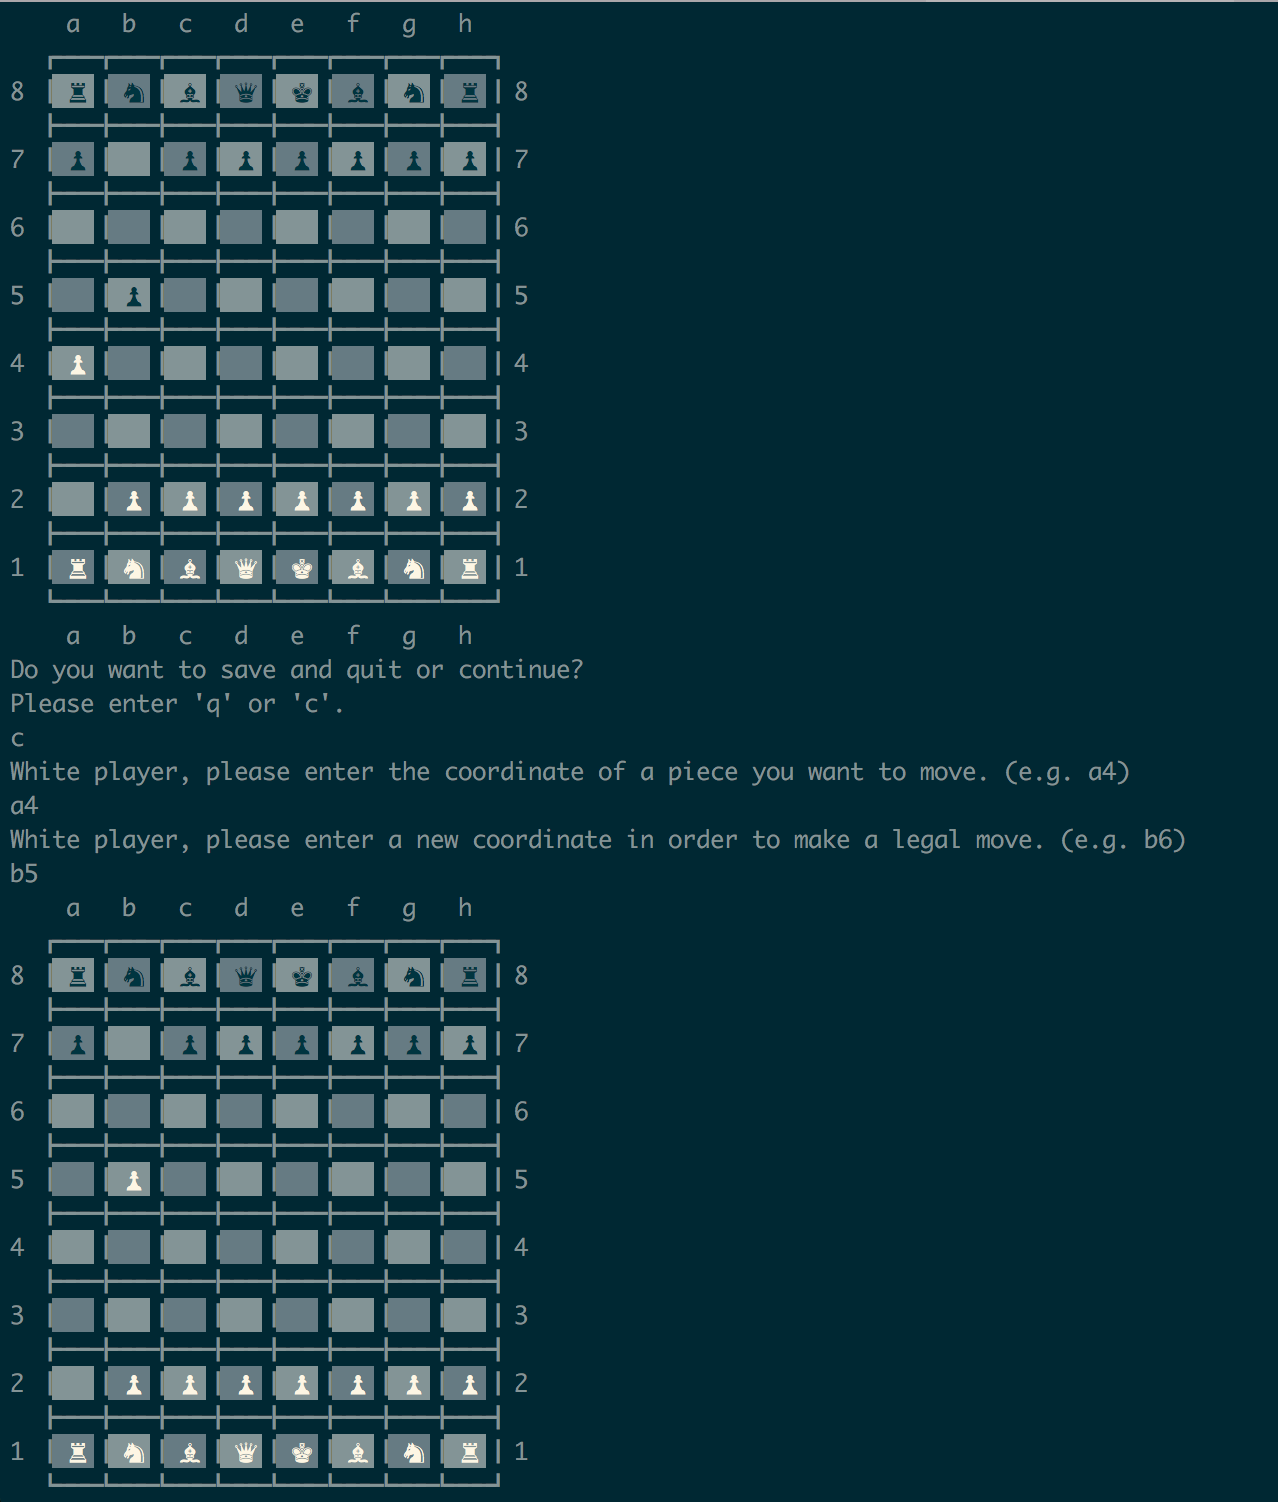 a b c d e f g h
8 ♜ ♞ ♝ ♛ ♚ ♝ ♞ ♜ 8
7 ♟ ♟ ♟ ♟ ♟ ♟ ♟ 7
6 6
5 ♟ 5
4 ♟ 4
3 3
2 ♟ ♟ ♟ ♟ ♟ ♟ ♟ 2
1 ♜ ♞ ♝ ♛ ♚ ♝ ♞ ♜ 1
a b c d e f g h
Do you want to save and quit or continue?
Please enter 'q' or 'c'.
c
White player, please enter the coordinate of a piece you want to move. (e.g. a4)
a4
White player, please enter a new coordinate in order to make a legal move. (e.g. b6)
b5
a b c d e f g h
8 ♜ ♞ ♝ ♛ ♚ ♝ ♞ ♜ 8
7 ♟ ♟ ♟ ♟ ♟ ♟ ♟ 7
6 6
5 ♟ 5
4 4
3 3
2 ♟ ♟ ♟ ♟ ♟ ♟ ♟ 2
1 ♜ ♞ ♝ ♛ ♚ ♝ ♞ ♜ 1